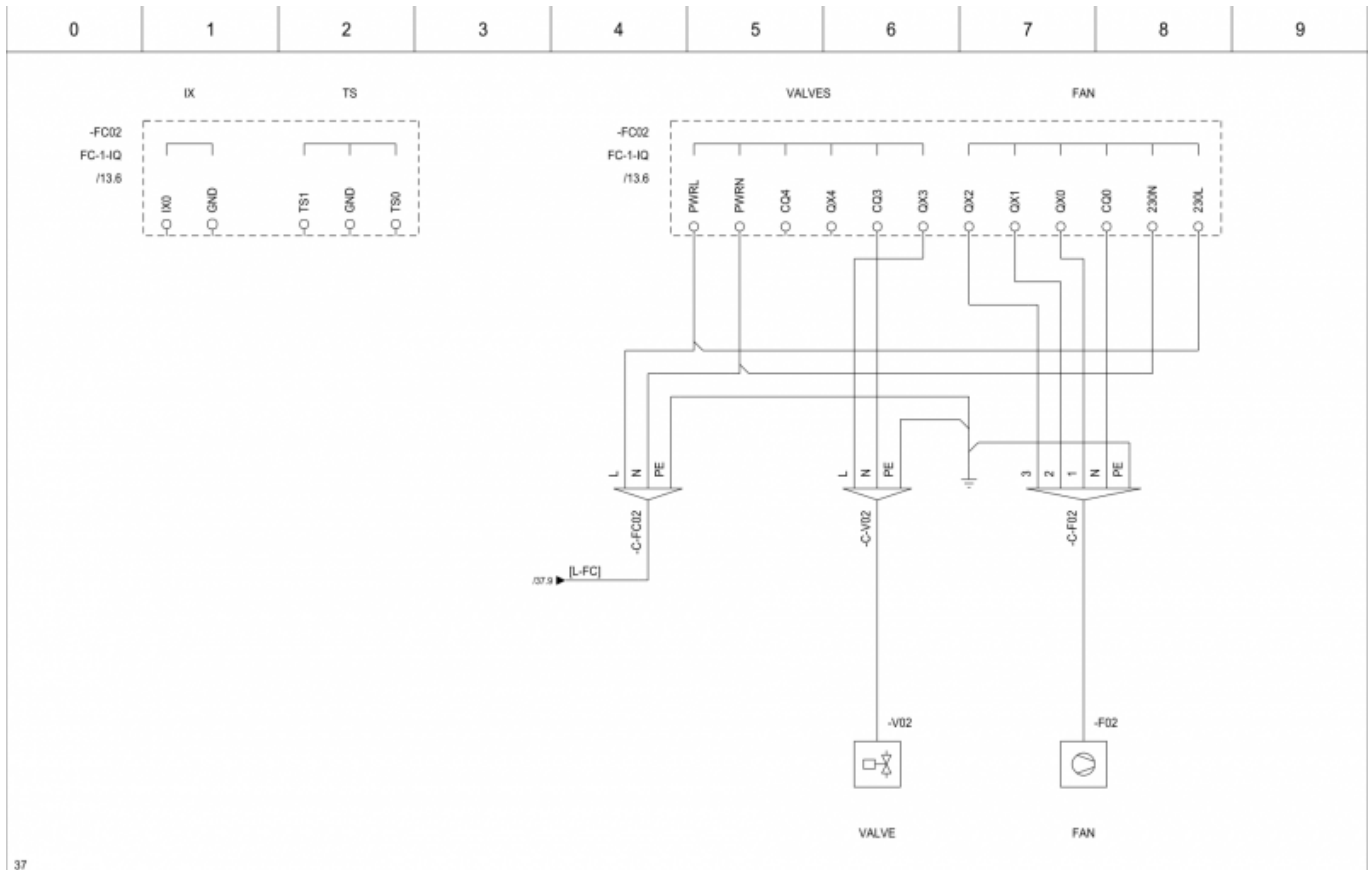 0 1 2 3 4 5 6 7 8 9
IX TS VALVES FAN
-FC02
FC-1-IQ
/13.6
IX0 GND TS1 GND TS0
-FC02
FC-1-IQ
/13.6
PWRL PWRN CQ4 QX4 CQ3 QX3 QX2 QX1 QX0 CQ0 230N 230L
L N PE L N PE 3 2 1 N PE
-C-FC02 -C-V02 -C-F02
/37.9 [L-FC]
-V02 -F02
VALVE FAN
37